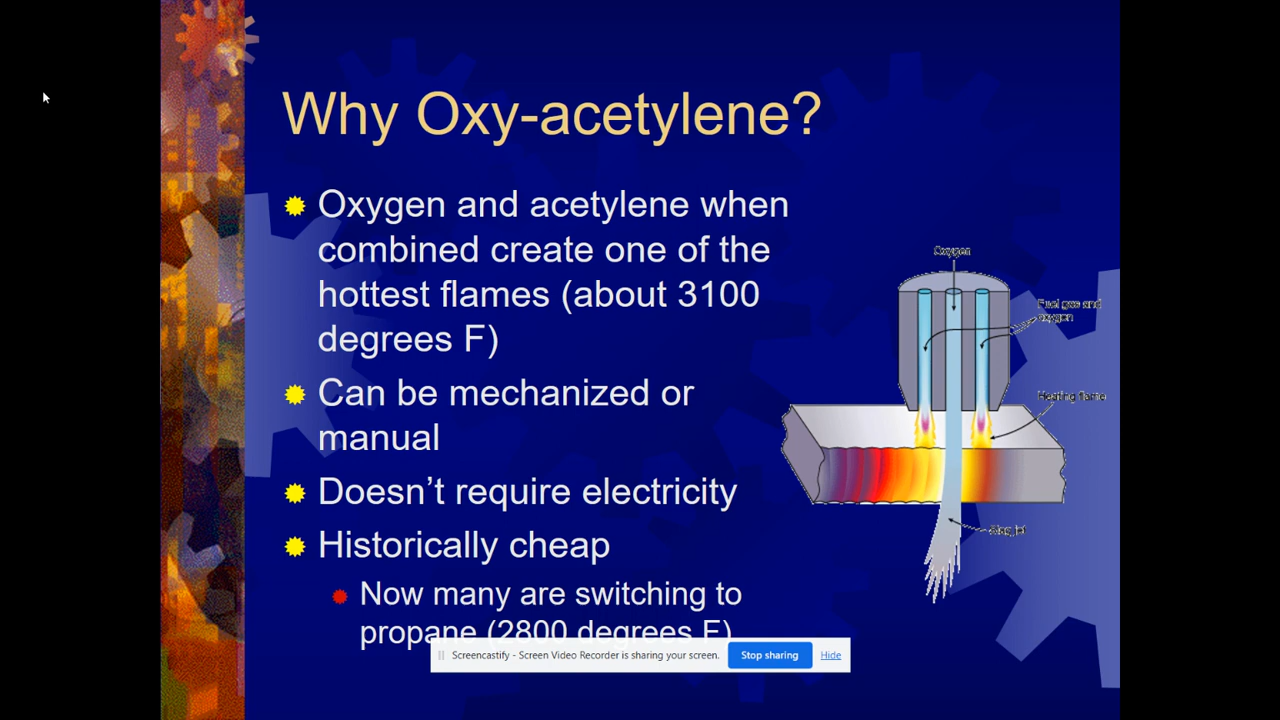 Why Oxy-acetylene?
Oxygen and acetylene when
combined create one of the
hottest flames (about 3100
degrees F)
Can be mechanized or
manual
Doesn’t require electricity
Historically cheap
Now many are switching to
propane (2800 degrees F)
Oxygen
Fuel gas and
oxygen
Heating flame
Slag jet
Screencastify - Screen Video Recorder is sharing your screen.
Stop sharing
Hide